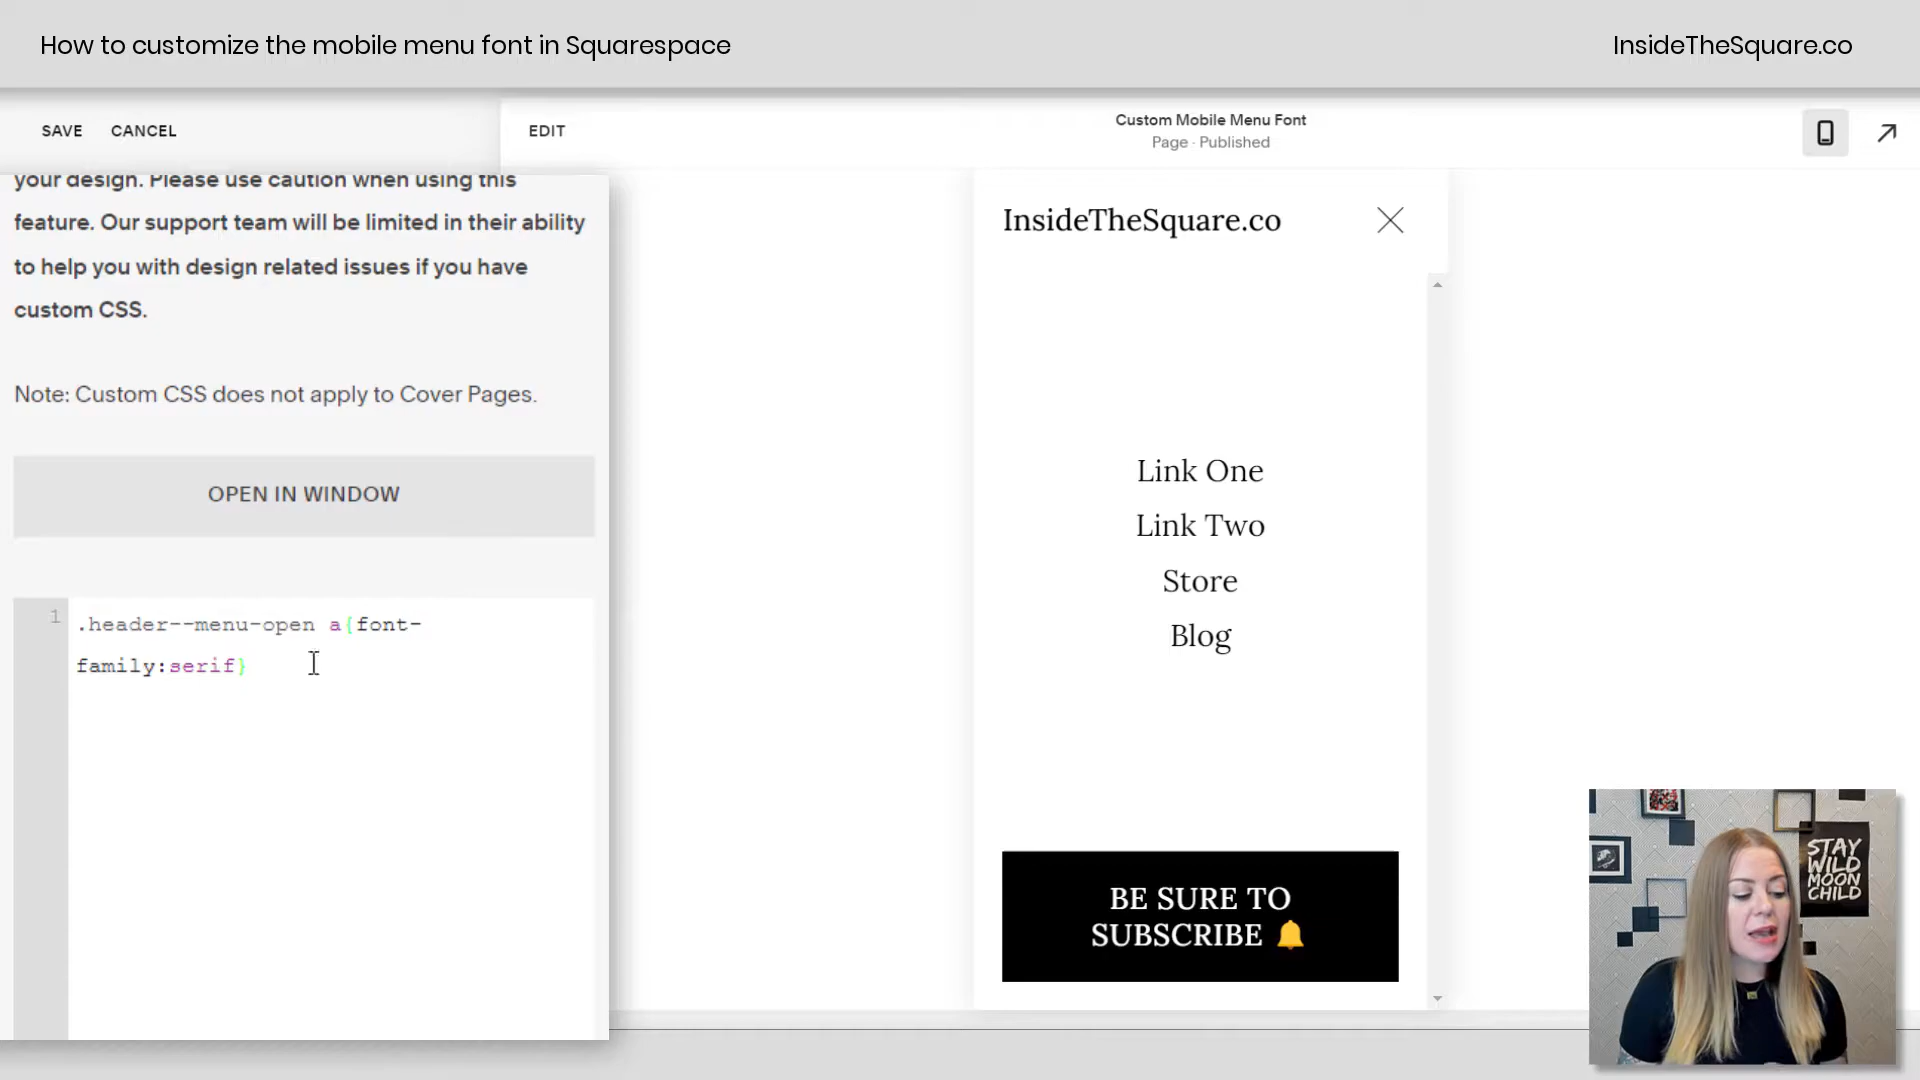 How to customize the mobile menu font in Squarespace
InsideTheSquare.co
SAVE
CANCEL
EDIT
Custom Mobile Menu Font
Page · Published
your design. Please use caution when using this
feature. Our support team will be limited in their ability
to help you with design related issues if you have
custom CSS.
Note: Custom CSS does not apply to Cover Pages.
OPEN IN WINDOW
1
.header--menu-open a{font-
family:serif}
InsideTheSquare.co
Link One
Link Two
Store
Blog
BE SURE TO
SUBSCRIBE 🔔
STAY
WILD
MOON
CHILD